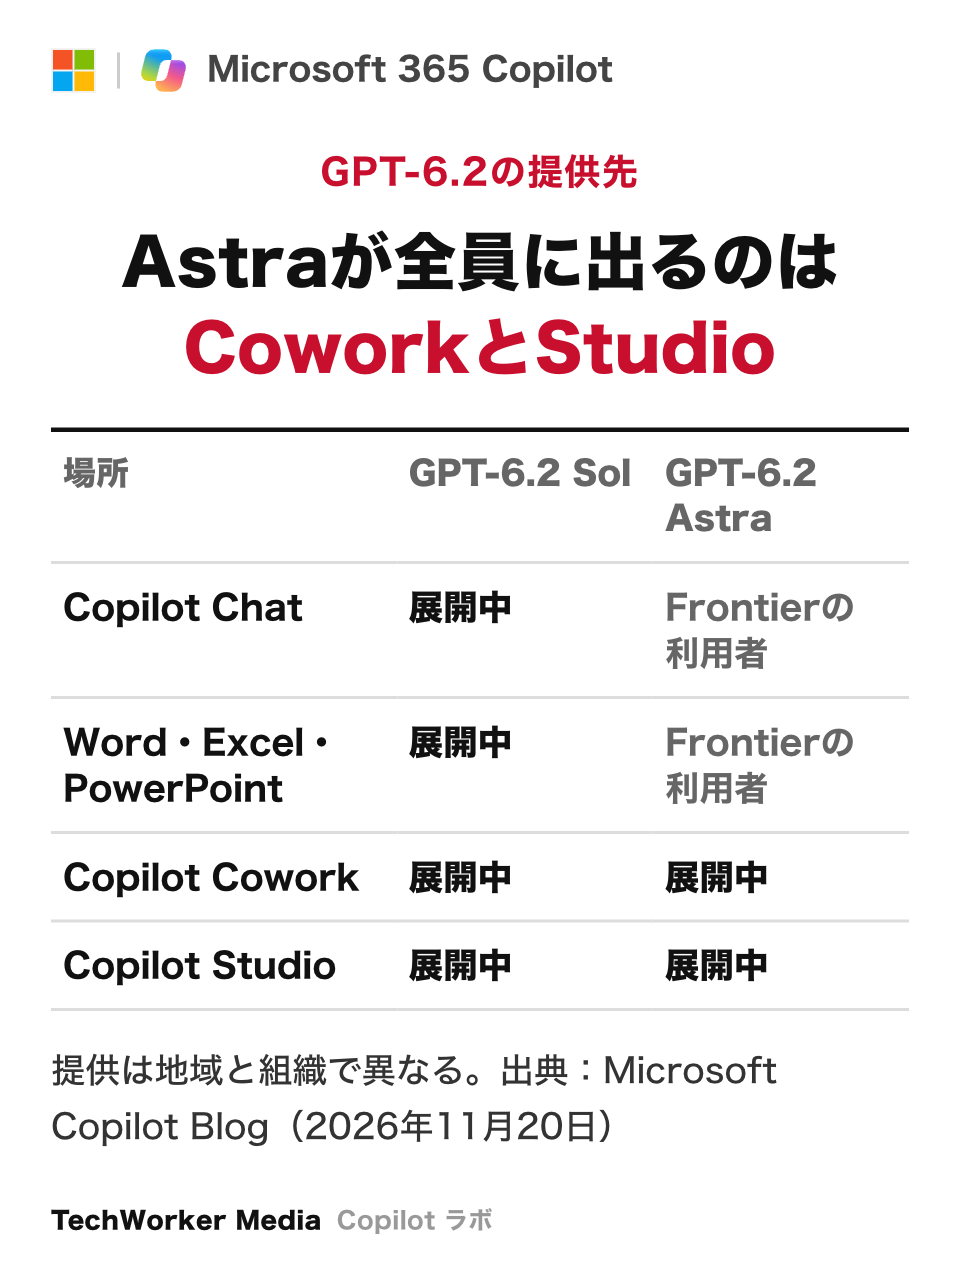 Microsoft 365 Copilot
GPT-6.2の提供先
Astraが全員に出るのは
CoworkとStudio
場所 GPT-6.2 Sol GPT-6.2
Astra
Copilot Chat 展開中 Frontierの
利用者
Word・Excel・ 展開中 Frontierの
PowerPoint 利用者
Copilot Cowork 展開中 展開中
Copilot Studio 展開中 展開中
提供は地域と組織で異なる。出典：Microsoft
Copilot Blog（2026年11月20日）
TechWorker Media Copilot ラボ